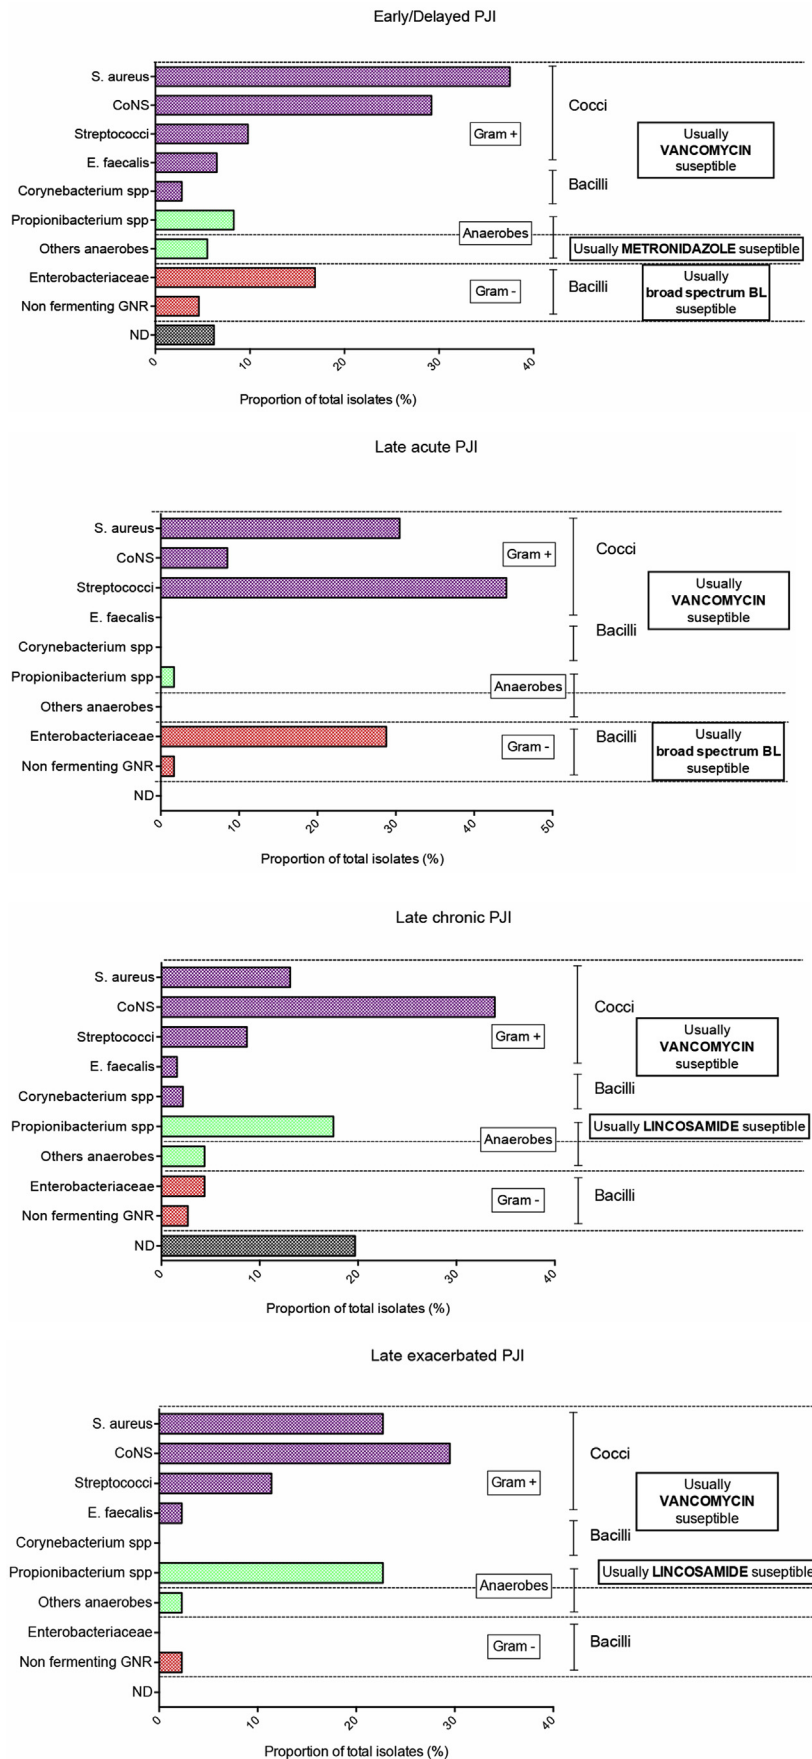 Early/Delayed PJI
S. aureus
CoNS
Cocci
Streptococci
Gram +
Usually
VANCOMYCIN
suseptible
E. faecalis
Corynebacterium spp
Bacilli
Propionibacterium spp
Anaerobes
Others anaerobes
Usually METRONIDAZOLE suseptible
Enterobacteriaceae
Gram -
Bacilli
Usually
broad spectrum BL
suseptible
Non fermenting GNR
ND
0 10 20 30 40
Proportion of total isolates (%)
Late acute PJI
S. aureus
CoNS
Gram +
Cocci
Streptococci
Usually
VANCOMYCIN
suseptible
E. faecalis
Bacilli
Corynebacterium spp
Propionibacterium spp
Anaerobes
Others anaerobes
Enterobacteriaceae
Gram -
Bacilli
Usually
broad spectrum BL
suseptible
Non fermenting GNR
ND
0 10 20 30 40 50
Proportion of total isolates (%)
Late chronic PJI
S. aureus
CoNS
Cocci
Streptococci
Gram +
Usually
VANCOMYCIN
suseptible
E. faecalis
Bacilli
Corynebacterium spp
Propionibacterium spp
Usually LINCOSAMIDE suseptible
Anaerobes
Others anaerobes
Enterobacteriaceae
Gram -
Bacilli
Non fermenting GNR
ND
0 10 20 30 40
Proportion of total isolates (%)
Late exacerbated PJI
S. aureus
CoNS
Cocci
Streptococci
Gram +
Usually
VANCOMYCIN
suseptible
E. faecalis
Bacilli
Corynebacterium spp
Propionibacterium spp
Usually LINCOSAMIDE suseptible
Anaerobes
Others anaerobes
Enterobacteriaceae
Gram -
Bacilli
Non fermenting GNR
ND
0 10 20 30 40
Proportion of total isolates (%)